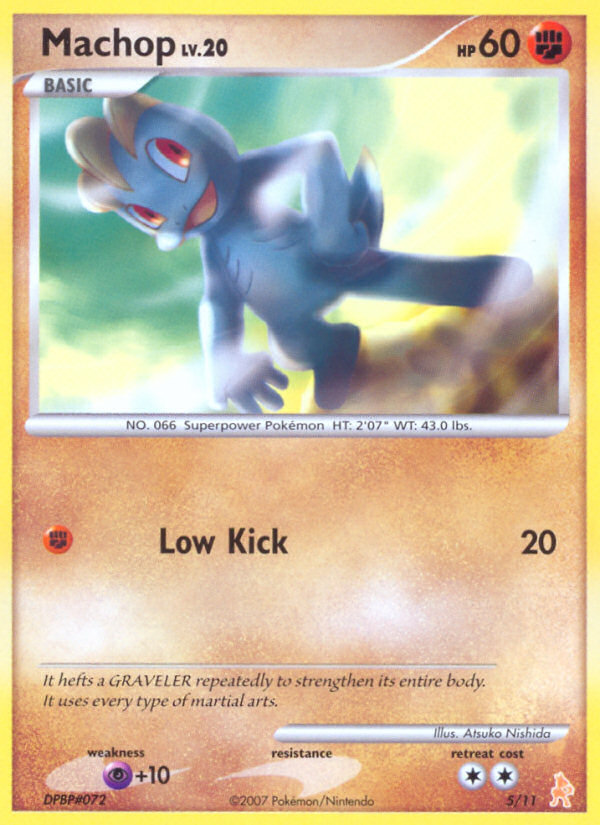 Machop LV.20 HP 60
BASIC
NO. 066 Superpower Pokémon HT: 2'07" WT: 43.0 lbs.
Low Kick 20
It hefts a GRAVELER repeatedly to strengthen its entire body.
It uses every type of martial arts.
Illus. Atsuko Nishida
weakness resistance retreat cost
+10
DPBP#072 ©2007 Pokémon/Nintendo 5/11